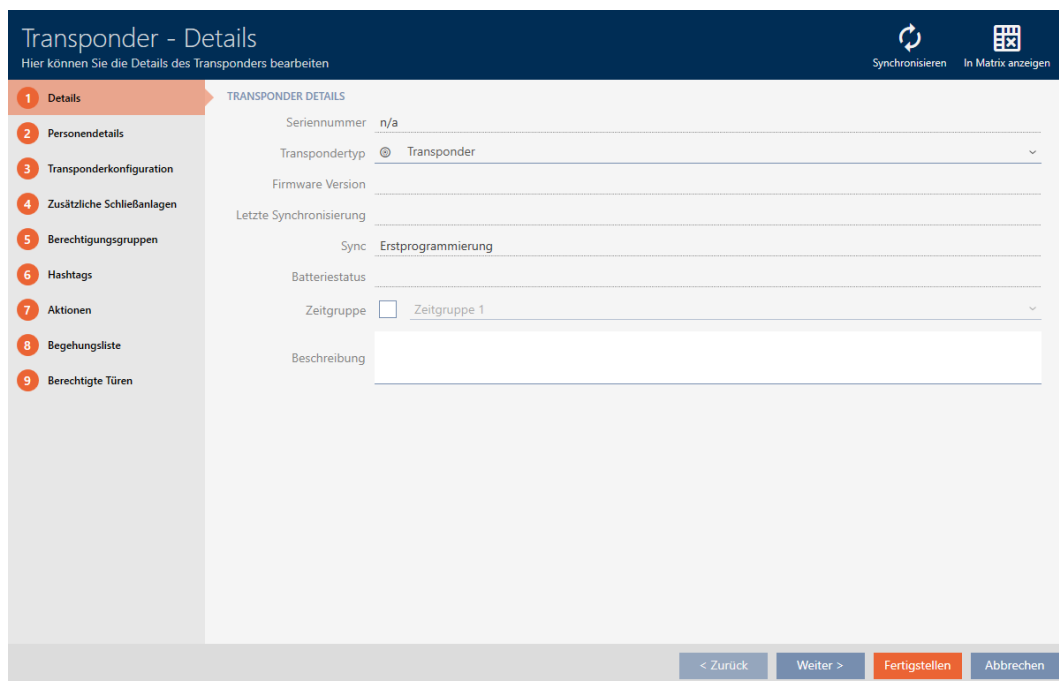 Transponder - Details
Hier können Sie die Details des Transponders bearbeiten
Synchronisieren
In Matrix anzeigen
1 Details
2 Personendetails
3 Transponderkonfiguration
4 Zusätzliche Schließanlagen
5 Berechtigungsgruppen
6 Hashtags
7 Aktionen
8 Begehungsliste
9 Berechtigte Türen
TRANSPONDER DETAILS
Seriennummer n/a
Transpondertyp Transponder
Firmware Version
Letzte Synchronisierung
Sync Erstprogrammierung
Batteriestatus
Zeitgruppe Zeitgruppe 1
Beschreibung
< Zurück Weiter > Fertigstellen Abbrechen